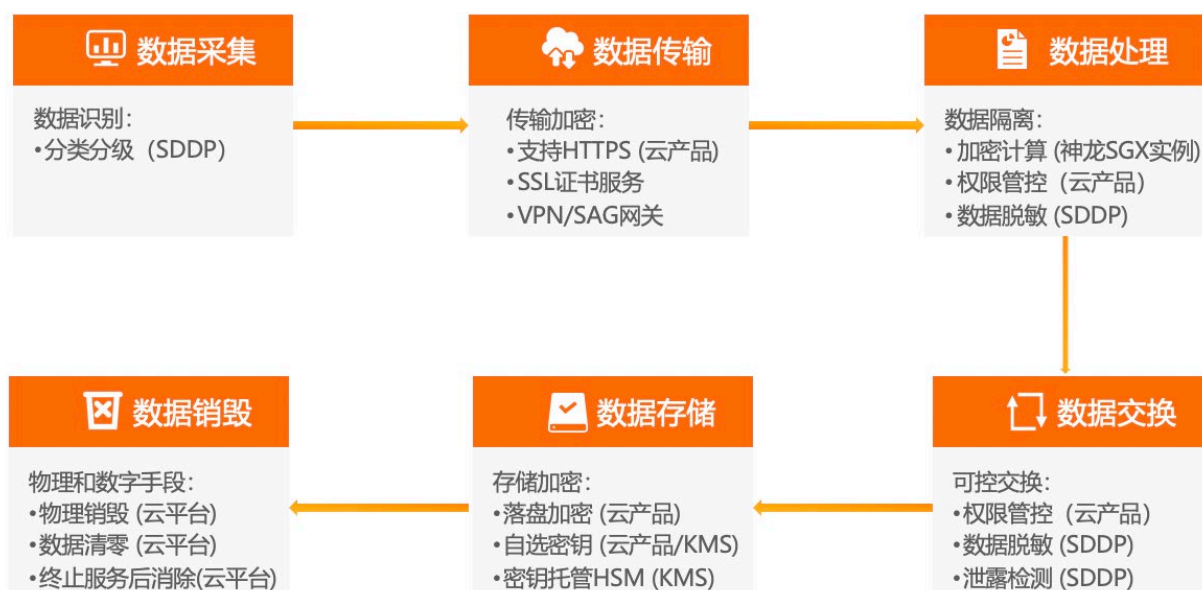 数据采集
数据识别：
•分类分级（SDDP）
数据传输
传输加密：
•支持HTTPS (云产品)
•SSL证书服务
•VPN/SAG网关
数据处理
数据隔离：
•加密计算 (神龙SGX实例)
•权限管控（云产品）
•数据脱敏 (SDDP)
数据交换
可控交换：
•权限管控（云产品）
•数据脱敏 (SDDP)
•泄露检测 (SDDP)
数据存储
存储加密：
•落盘加密 (云产品)
•自选密钥 (云产品/KMS)
•密钥托管HSM (KMS)
数据销毁
物理和数字手段：
•物理销毁 (云平台)
•数据清零 (云平台)
•终止服务后消除(云平台)